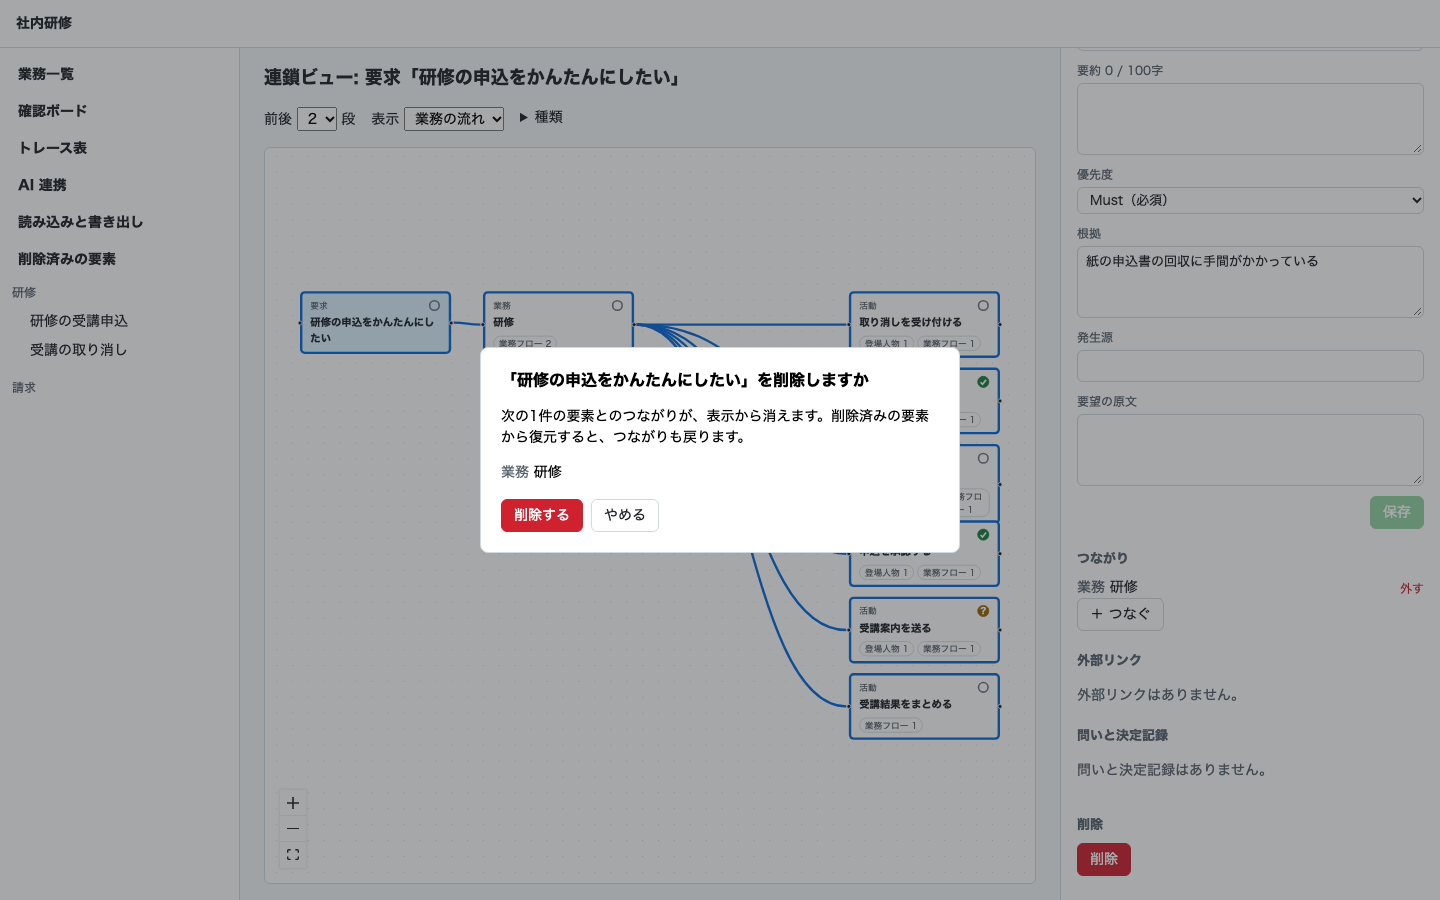 社内研修
業務一覧
確認ボード
トレース表
AI 連携
読み込みと書き出し
削除済みの要素
研修
研修の受講申込
受講の取り消し
請求
連鎖ビュー: 要求「研修の申込をかんたんにしたい」
前後 2 段 表示 業務の流れ ▶ 種類
要求
研修の申込をかんたんにし
たい
業務
研修
業務フロー 2
活動
取り消しを受け付ける
登場人物 1 業務フロー 1
ー 1
務フロ
ー 1
登場人物 1 業務フロー 1
活動
受講案内を送る
登場人物 1 業務フロー 1
活動
受講結果をまとめる
業務フロー 1
「研修の申込をかんたんにしたい」を削除しますか
次の1件の要素とのつながりが、表示から消えます。削除済みの要素
から復元すると、つながりも戻ります。
業務 研修
削除する やめる
要約 0 / 100字
優先度
Must（必須）
根拠
紙の申込書の回収に手間がかかっている
発生源
要望の原文
保存
つながり
業務 研修 外す
＋ つなぐ
外部リンク
外部リンクはありません。
問いと決定記録
問いと決定記録はありません。
削除
削除